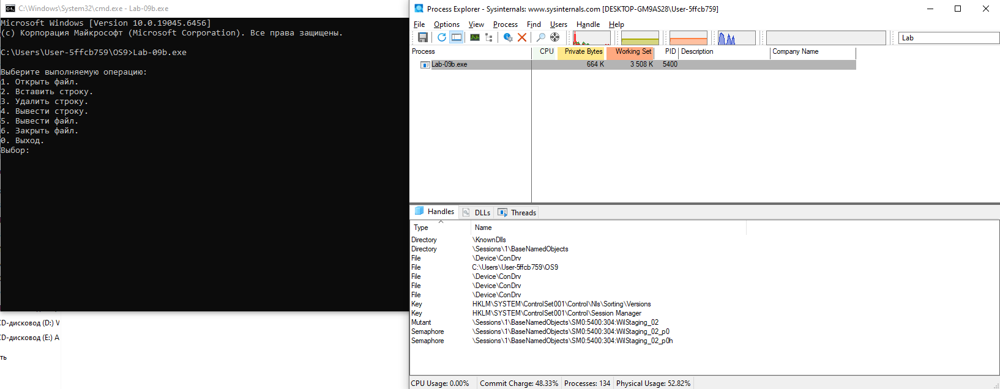 C:\Windows\System32\cmd.exe - Lab-09b.exe
Microsoft Windows [Version 10.0.19045.6456]
(c) Корпорация Майкрософт (Microsoft Corporation). Все права защищены.
C:\Users\User-5ffcb759\OS9>Lab-09b.exe
Выберите выполняемую операцию:
1. Открыть файл.
2. Вставить строку.
3. Удалить строку.
4. Вывести строку.
5. Вывести файл.
6. Закрыть файл.
0. Выход.
Выбор:
CD-дисковод (D:) V
CD-дисковод (E:) A
ть
Process Explorer - Sysinternals: www.sysinternals.com [DESKTOP-GM9AS28\User-5ffcb759]
File Options View Process Find Users Handle Help
Lab
Process CPU Private Bytes Working Set PID Description Company Name
Lab-09b.exe 664 K 3 508 K 5400
Handles DLLs Threads
Type Name
Directory \KnownDlls
Directory \Sessions\1\BaseNamedObjects
File \Device\ConDrv
File C:\Users\User-5ffcb759\OS9
File \Device\ConDrv
File \Device\ConDrv
File \Device\ConDrv
Key HKLM\SYSTEM\ControlSet001\Control\Nls\Sorting\Versions
Key HKLM\SYSTEM\ControlSet001\Control\Session Manager
Mutant \Sessions\1\BaseNamedObjects\SM0:5400:304:WilStaging_02
Semaphore \Sessions\1\BaseNamedObjects\SM0:5400:304:WilStaging_02_p0
Semaphore \Sessions\1\BaseNamedObjects\SM0:5400:304:WilStaging_02_p0h
CPU Usage: 0.00% Commit Charge: 48.33% Processes: 134 Physical Usage: 52.82%